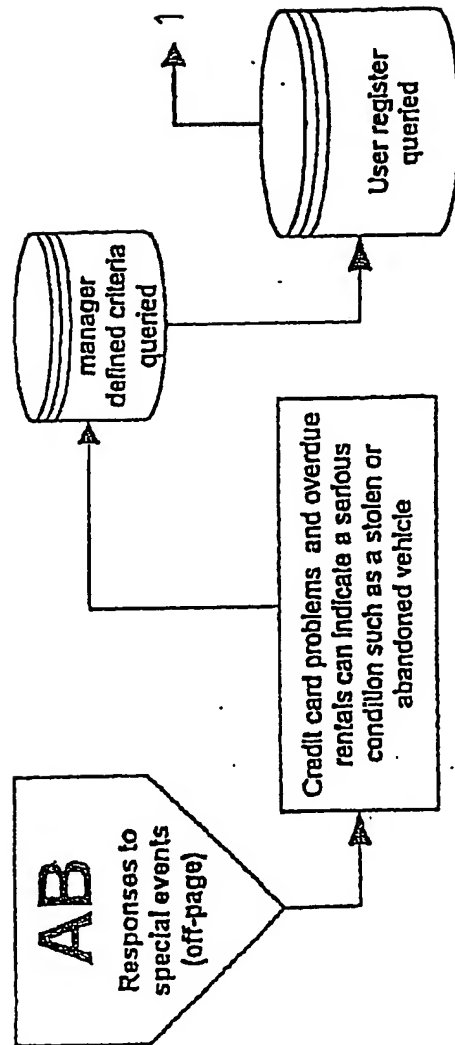 AB
Responses to
special events
(off-page)
Credit card problems and overdue
rentals can indicate a serious
condition such as a stolen or
abandoned vehicle
manager
defined criteria
queried
User register
queried
1